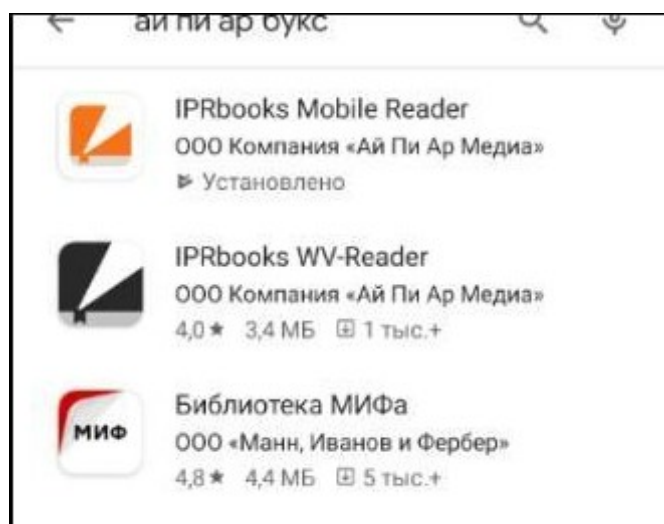 ай пи ар букс
IPRbooks Mobile Reader
ООО Компания «Ай Пи Ар Медиа»
Установлено
IPRbooks WV-Reader
ООО Компания «Ай Пи Ар Медиа»
4,0★ 3,4 МБ 1 тыс.+
МИФ
Библиотека МИФа
ООО «Манн, Иванов и Фербер»
4,8★ 4,4 МБ 5 тыс.+